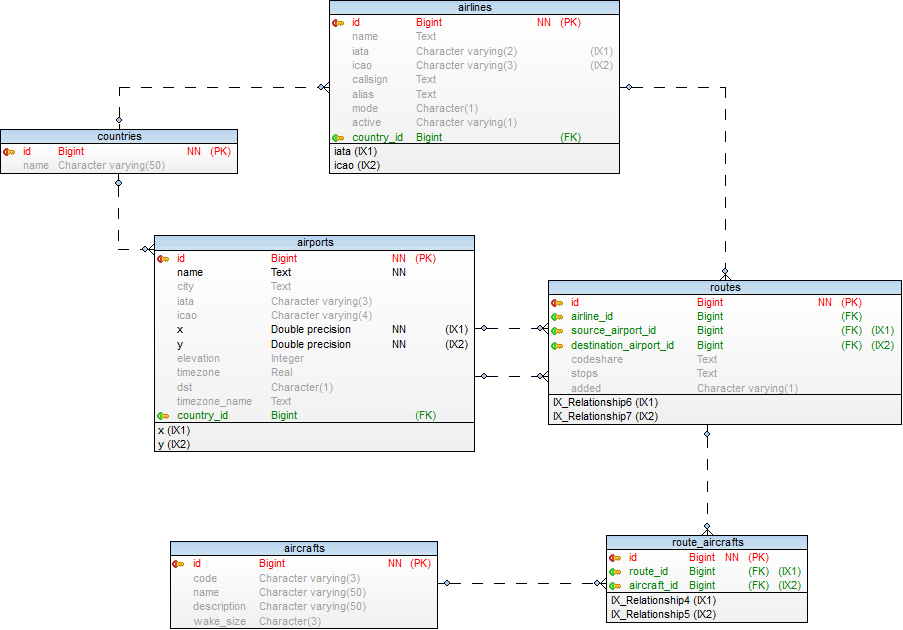 airlines
id Bigint NN (PK)
name Text
iata Character varying(2) (IX1)
icao Character varying(3) (IX2)
callsign Text
alias Text
mode Character(1)
active Character varying(1)
country_id Bigint (FK)
iata (IX1)
icao (IX2)
countries
id Bigint NN (PK)
name Character varying(50)
airports
id Bigint NN (PK)
name Text NN
city Text
iata Character varying(3)
icao Character varying(4)
x Double precision NN (IX1)
y Double precision NN (IX2)
elevation Integer
timezone Real
dst Character(1)
timezone_name Text
country_id Bigint (FK)
x (IX1)
y (IX2)
routes
id Bigint NN (PK)
airline_id Bigint (FK)
source_airport_id Bigint (FK) (IX1)
destination_airport_id Bigint (FK) (IX2)
codeshare Text
stops Text
added Character varying(1)
IX_Relationship6 (IX1)
IX_Relationship7 (IX2)
aircrafts
id Bigint NN (PK)
code Character varying(3)
name Character varying(50)
description Character varying(50)
wake_size Character(3)
route_aircrafts
id Bigint NN (PK)
route_id Bigint (FK) (IX1)
aircraft_id Bigint (FK) (IX2)
IX_Relationship4 (IX1)
IX_Relationship5 (IX2)